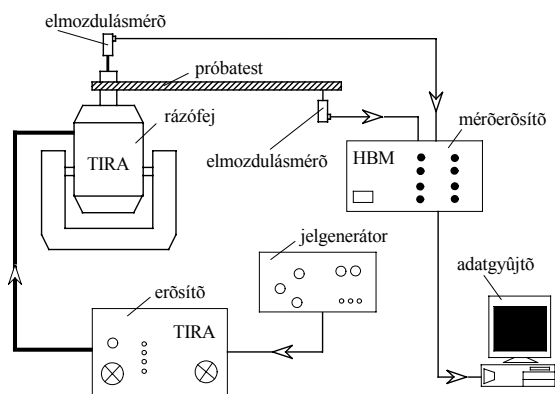 elmozdulásmérõ
próbatest
rázófej
TIRA
elmozdulásmérõ
mérõerõsítõ
HBM
jelgenerátor
adatgyûjtõ
erõsítõ
TIRA